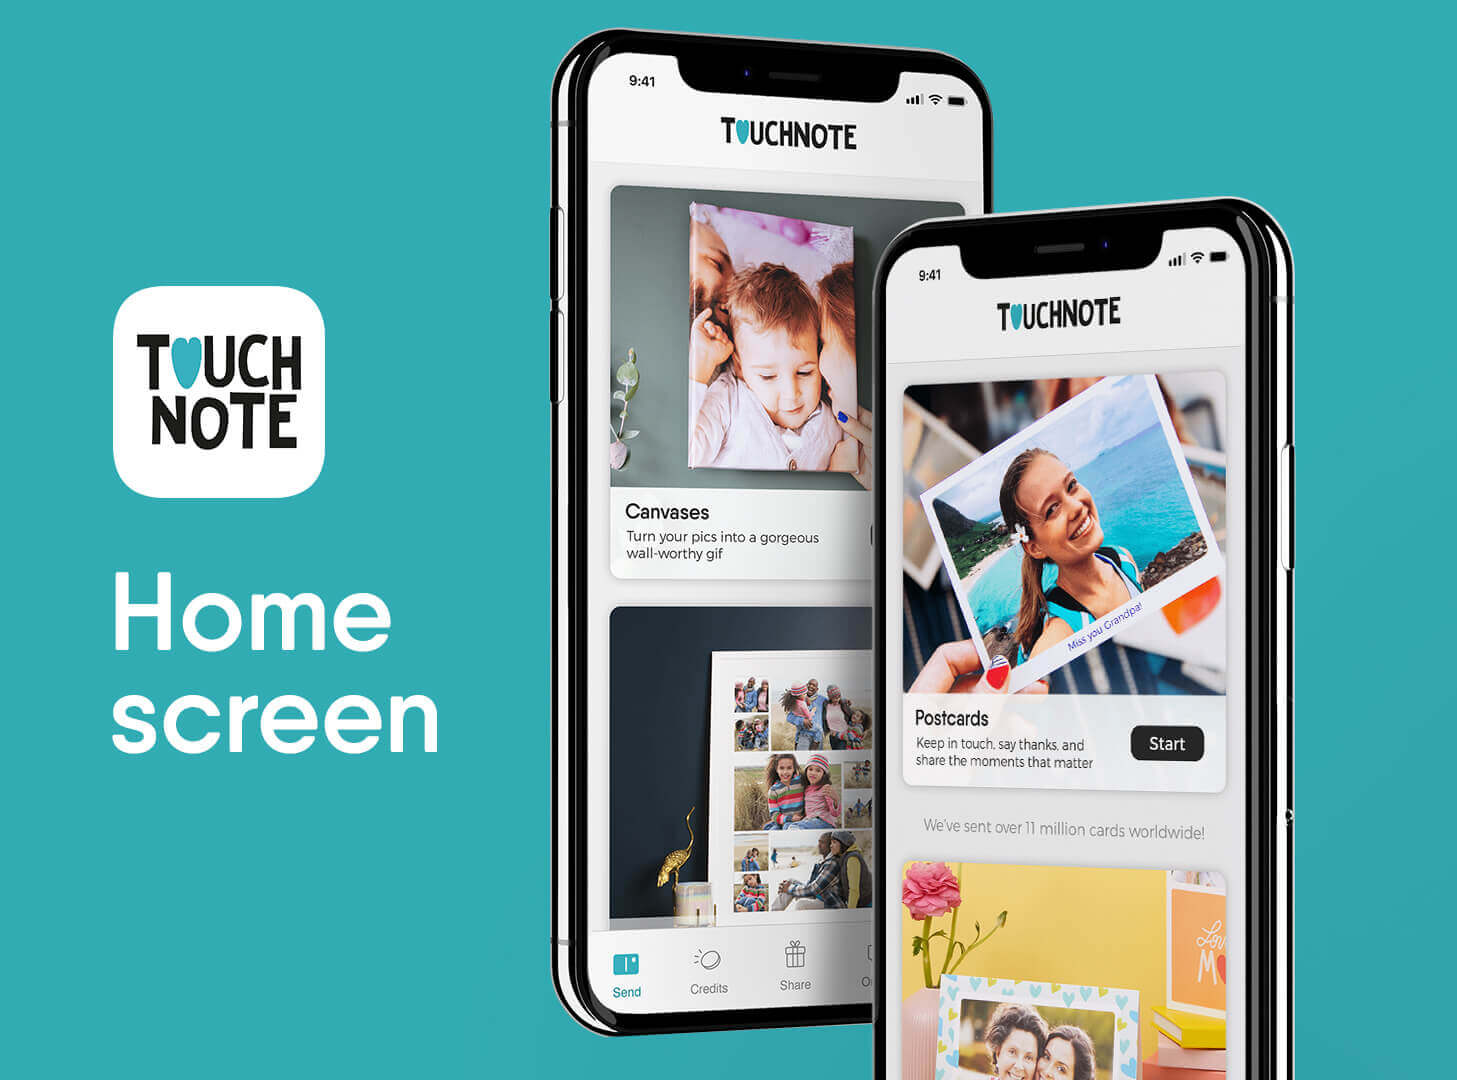 TOUCH
NOTE
Home
screen
9:41
TOUCHNOTE
Canvases
Turn your pics into a gorgeous
wall-worthy gif
Send
Credits
Share
9:41
TOUCHNOTE
Miss you Grandpa!
Postcards
Keep in touch, say thanks, and
share the moments that matter
Start
We've sent over 11 million cards worldwide!